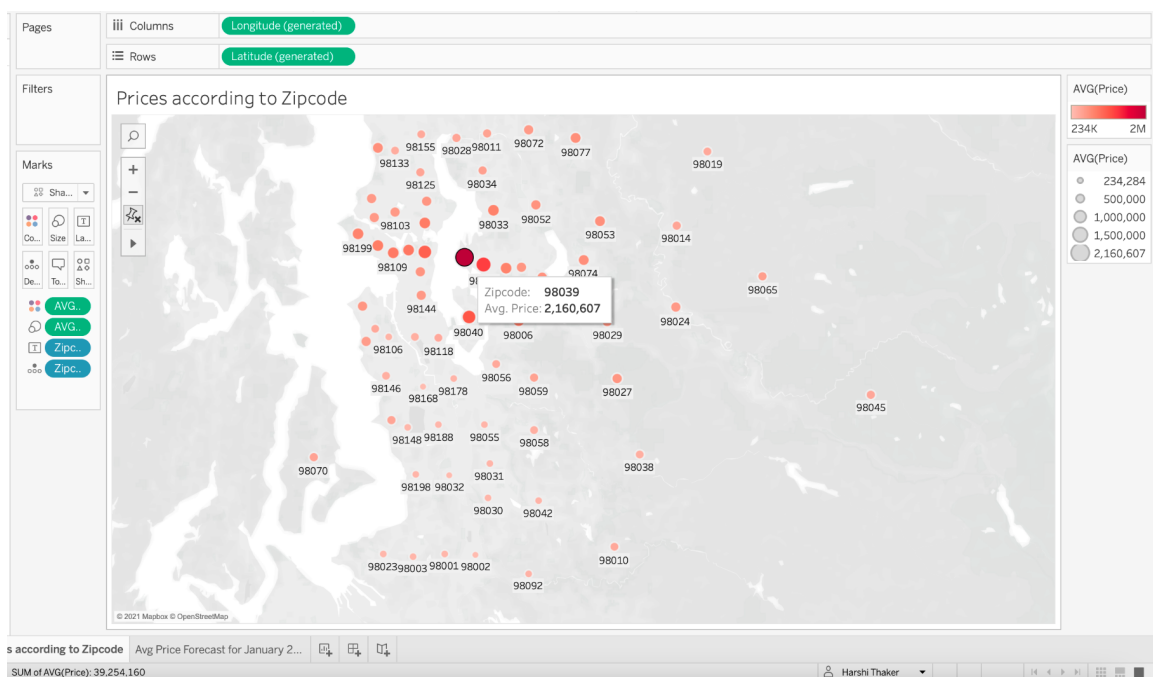 Pages
Columns
Longitude (generated)
Rows
Latitude (generated)
Filters
Marks
Sha...
Co...
Size
La...
De...
To...
Sh...
AVG..
AVG..
Zipc..
Zipc..
Prices according to Zipcode
98155
98028
98011
98072
98077
98133
98019
98125
98034
98103
98033
98052
98053
98199
98014
98109
98074
98065
Zipcode: 98039
Avg. Price: 2,160,607
98144
98024
98040
98006
98029
98106
98118
98056
98146
98168
98178
98059
98027
98045
98148
98188
98055
98058
98070
98038
98198
98032
98031
98030
98042
98023
98003
98001
98002
98010
98092
© 2021 Mapbox © OpenStreetMap
AVG(Price)
234K
2M
AVG(Price)
234,284
500,000
1,000,000
1,500,000
2,160,607
s according to Zipcode
Avg Price Forecast for January 2...
SUM of AVG(Price): 39,254,160
Harshi Thaker